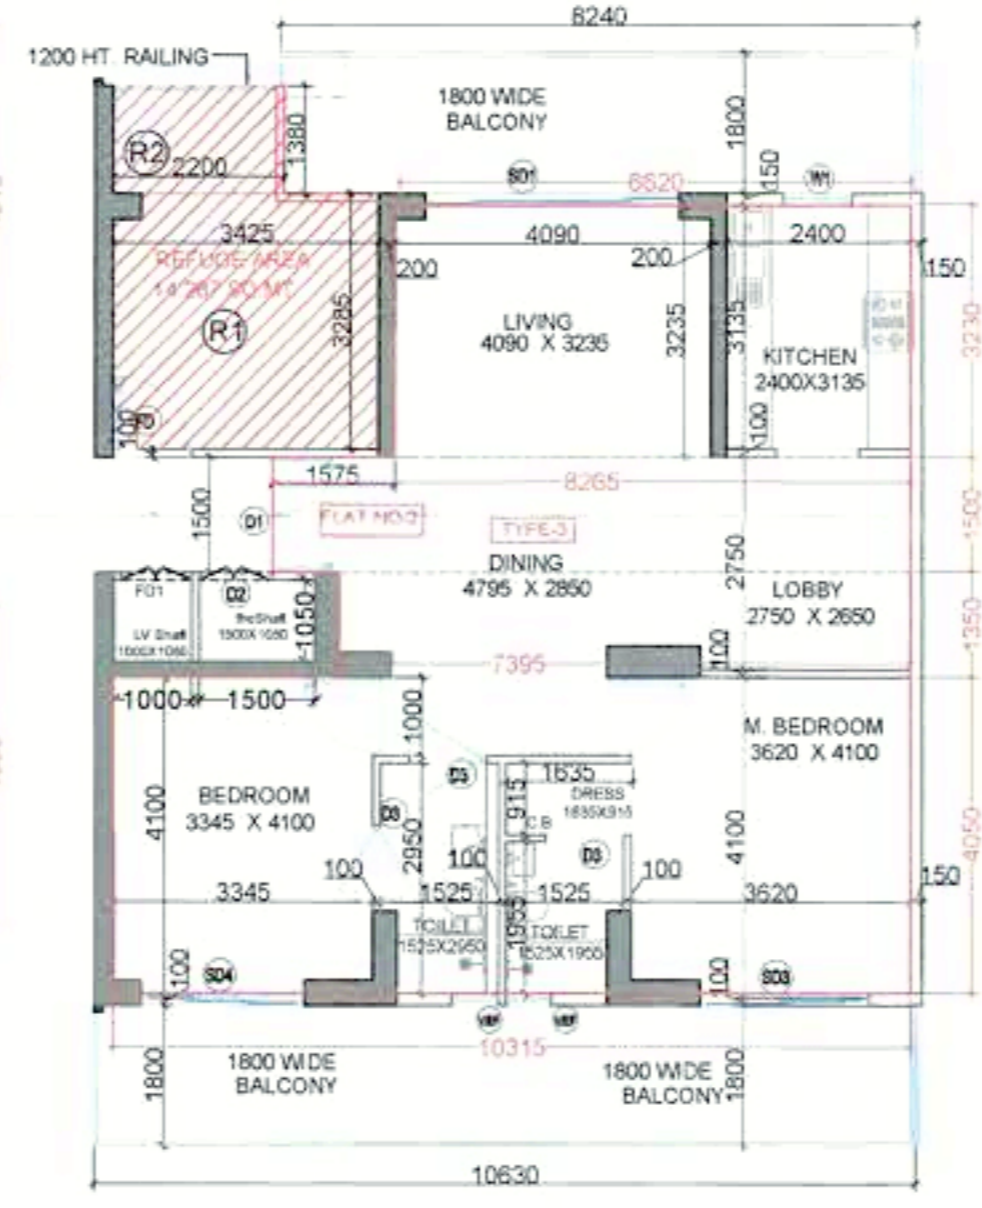 8240
1200 HT. RAILING
1800 WIDE
BALCONY
1800
1380
R2
2200
150
SD1
6620
W1
3425
4090
2400
REFUGE AREA
200
200
150
R1
3285
LIVING
4090 X 3235
3235
3135
KITCHEN
2400X3135
3230
100
100
1575
8265
1500
D1
FLAT NO:2
TYPE-3
1500
DINING
4795 X 2850
2750
LOBBY
2750 X 2650
FD1
D2
1050
LV Shaft
1350
7395
100
1000
1500
1000
M. BEDROOM
3620 X 4100
BEDROOM
3345 X 4100
4100
D3
D3
2950
1635
DRESS
1635X915
915
C.B
D3
4100
4050
100
100
100
150
3345
1525
1525
3620
TOILET
1525X2950
1955
TOILET
1525X1955
100
SD4
100
SD3
10315
1800
1800 WIDE
BALCONY
1800 WIDE
BALCONY
1800
10630